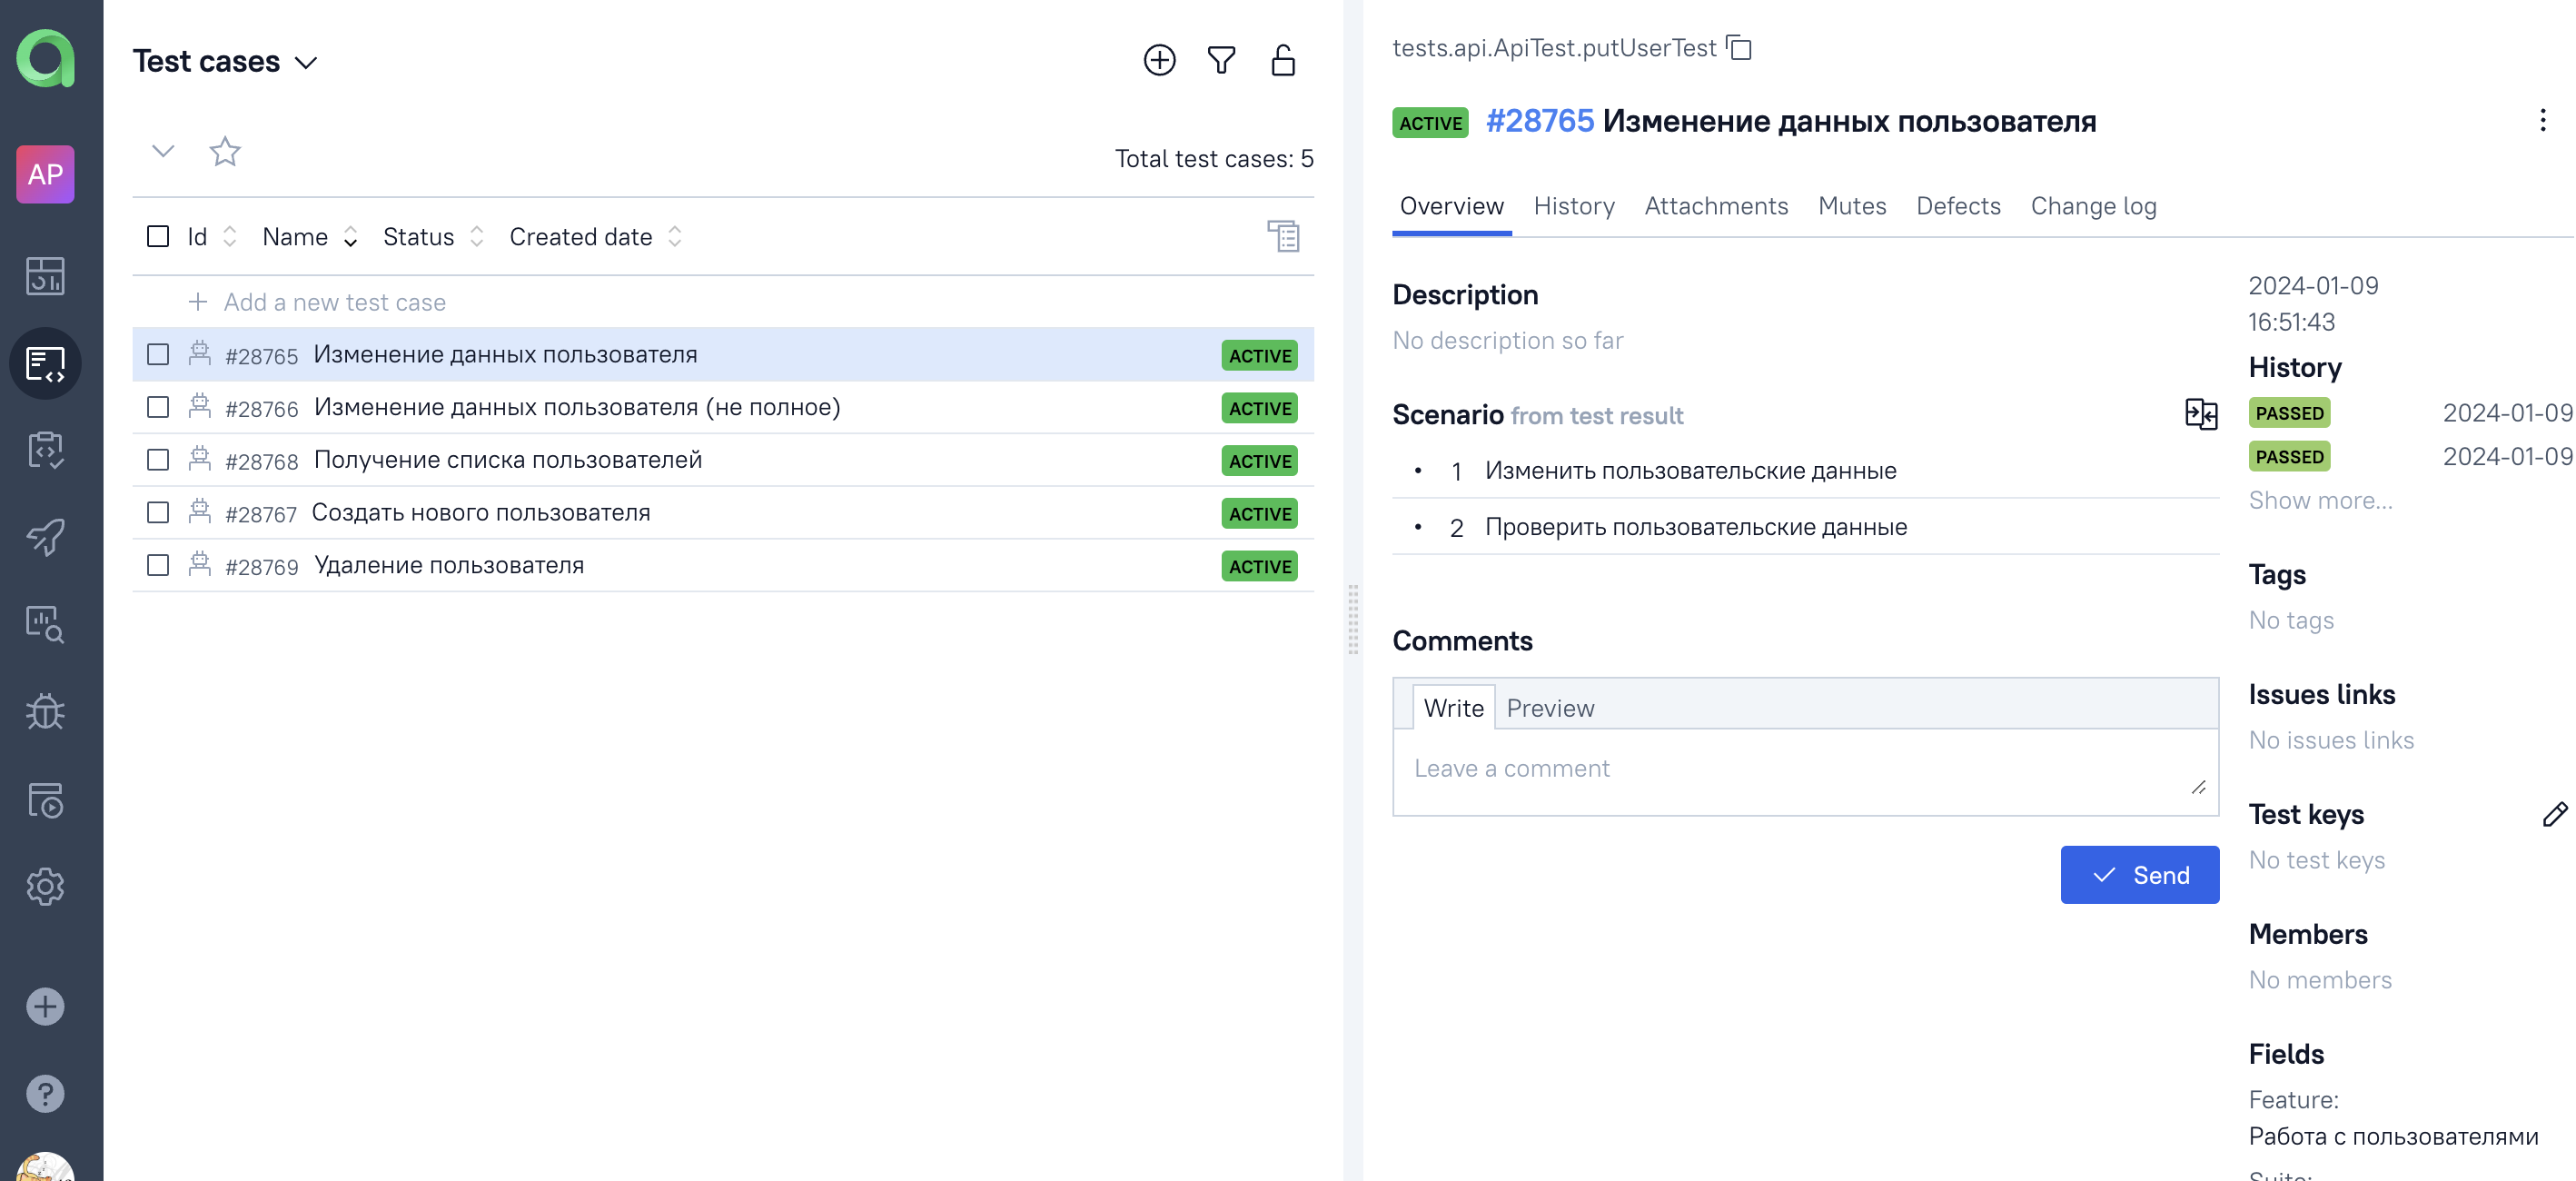 AP
Test cases
Total test cases: 5
Id Name Status Created date
Add a new test case
#28765 Изменение данных пользователя ACTIVE
#28766 Изменение данных пользователя (не полное) ACTIVE
#28768 Получение списка пользователей ACTIVE
#28767 Создать нового пользователя ACTIVE
#28769 Удаление пользователя ACTIVE
tests.api.ApiTest.putUserTest
ACTIVE #28765 Изменение данных пользователя
Overview History Attachments Mutes Defects Change log
Description
No description so far
Scenario from test result
• 1 Изменить пользовательские данные
• 2 Проверить пользовательские данные
Comments
Write Preview
Leave a comment
Send
2024-01-09
16:51:43
History
PASSED 2024-01-09
PASSED 2024-01-09
Show more...
Tags
No tags
Issues links
No issues links
Test keys
No test keys
Members
No members
Fields
Feature:
Работа с пользователями
Suite: